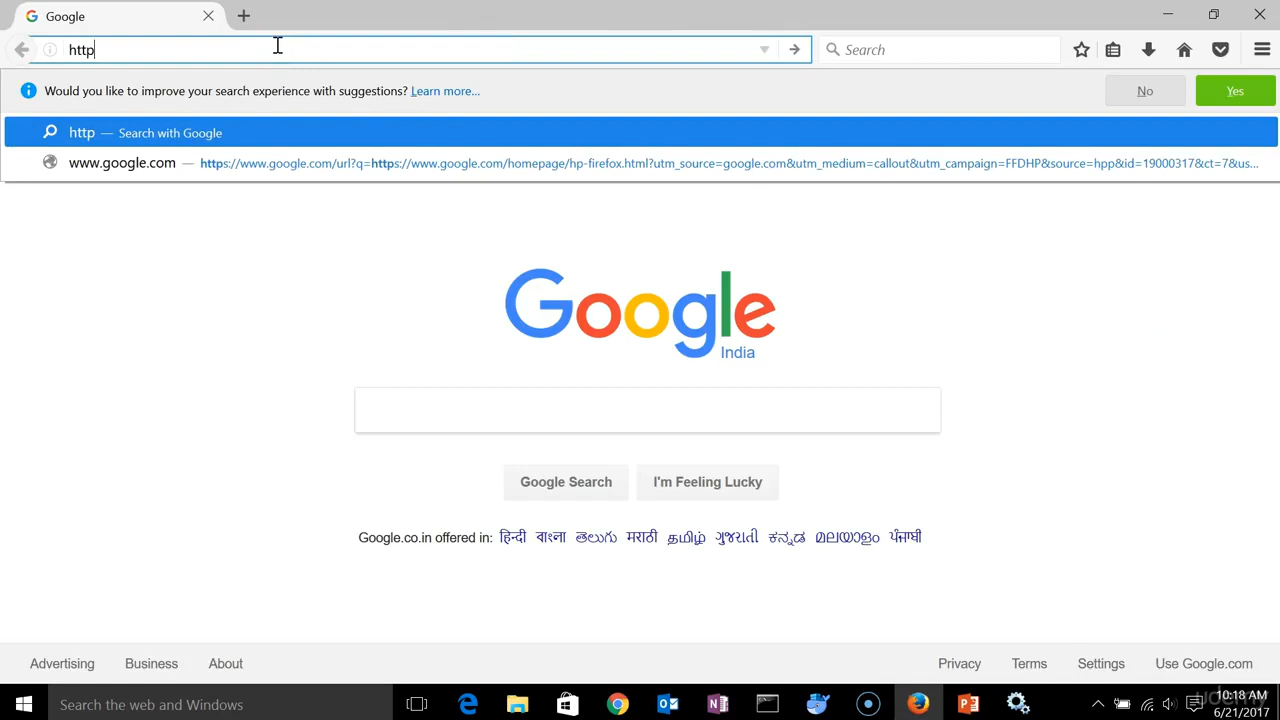 Google
http
Search
Would you like to improve your search experience with suggestions? Learn more...
No
Yes
http — Search with Google
www.google.com — https://www.google.com/url?q=https://www.google.com/homepage/hp-firefox.html?utm_source=google.com&utm_medium=callout&utm_campaign=FFDHP&source=hpp&id=19000317&ct=7&us...
Google
India
Google Search
I'm Feeling Lucky
Google.co.in offered in: हिन्दी বাংলা తెలుగు मराठी தமிழ் ગુજરાતી ಕನ್ನಡ മലയാളം ਪੰਜਾਬੀ
Advertising Business About Privacy Terms Settings Use Google.com
Search the web and Windows
10:18 AM
6/21/2017
udemy